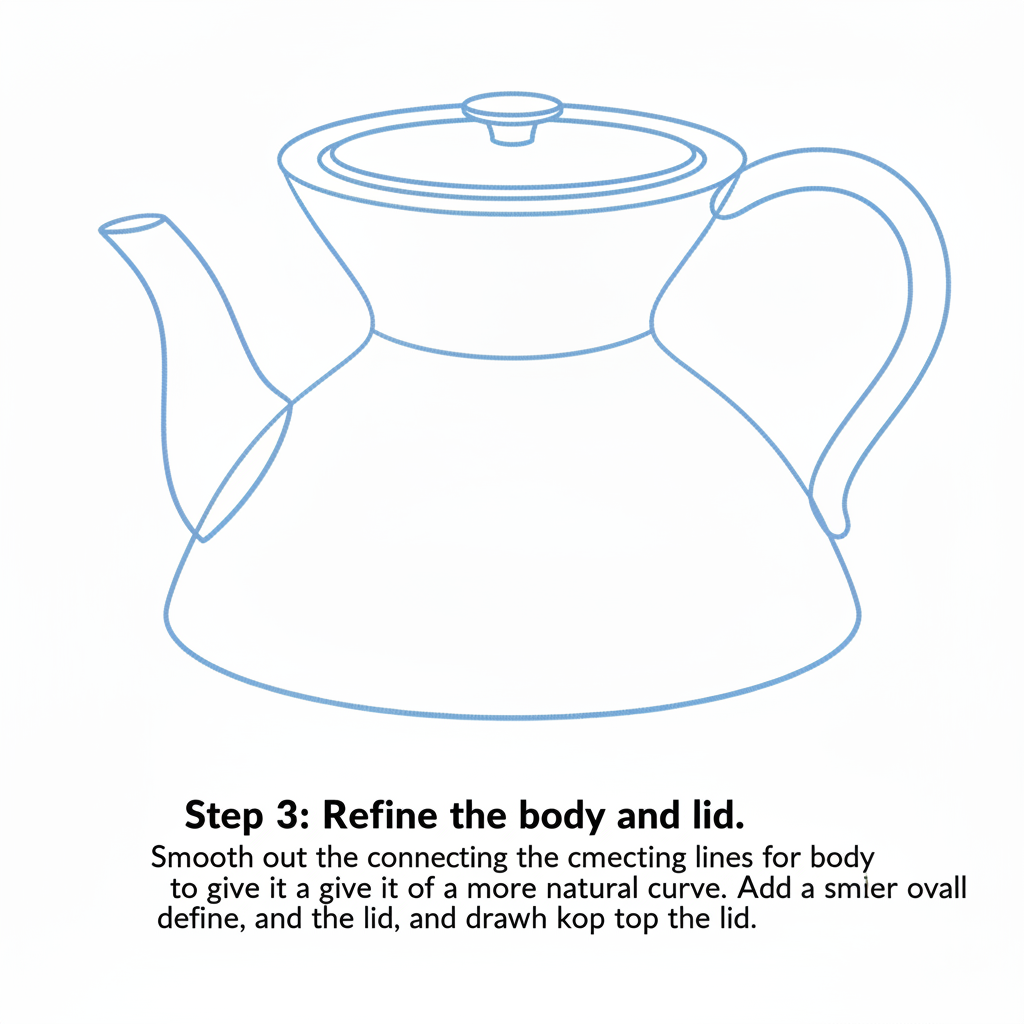 Step 3: Refine the body and lid.
Smooth out the connecting the cmecting lines for body
to give it a give it of a more natural curve. Add a smler ovall
define, and the lid, and drawh kop top the lid.